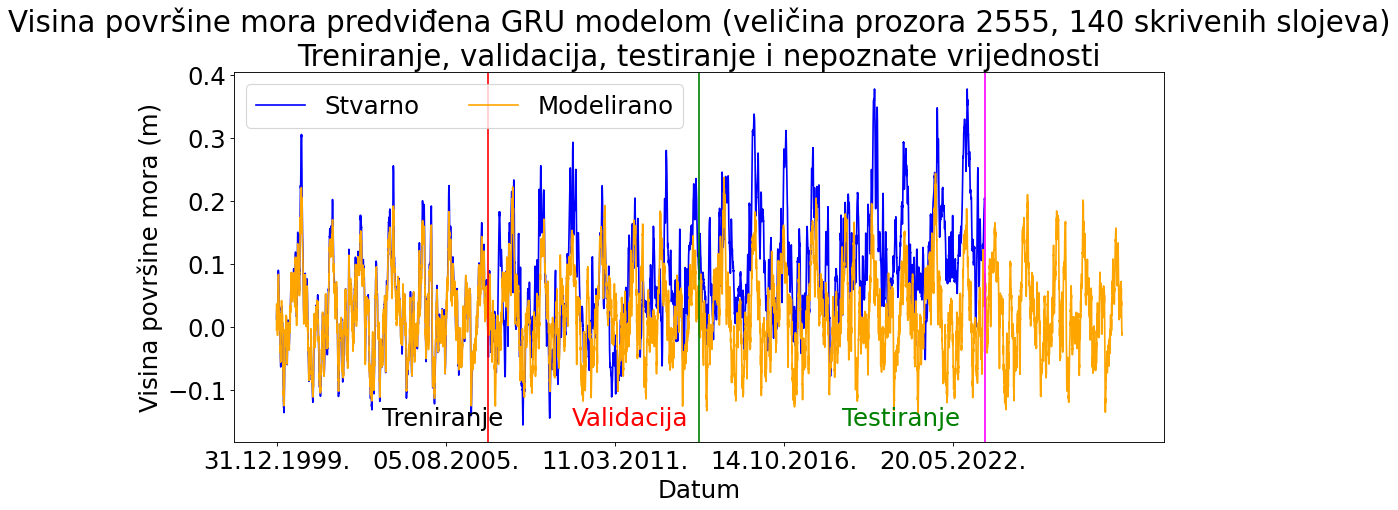 Visina površine mora predviđena GRU modelom (veličina prozora 2555, 140 skrivenih slojeva)
Treniranje, validacija, testiranje i nepoznate vrijednosti
Stvarno
Modelirano
Visina površine mora (m)
0.4
0.3
0.2
0.1
0.0
−0.1
Treniranje
Validacija
Testiranje
31.12.1999.
05.08.2005.
11.03.2011.
14.10.2016.
20.05.2022.
Datum